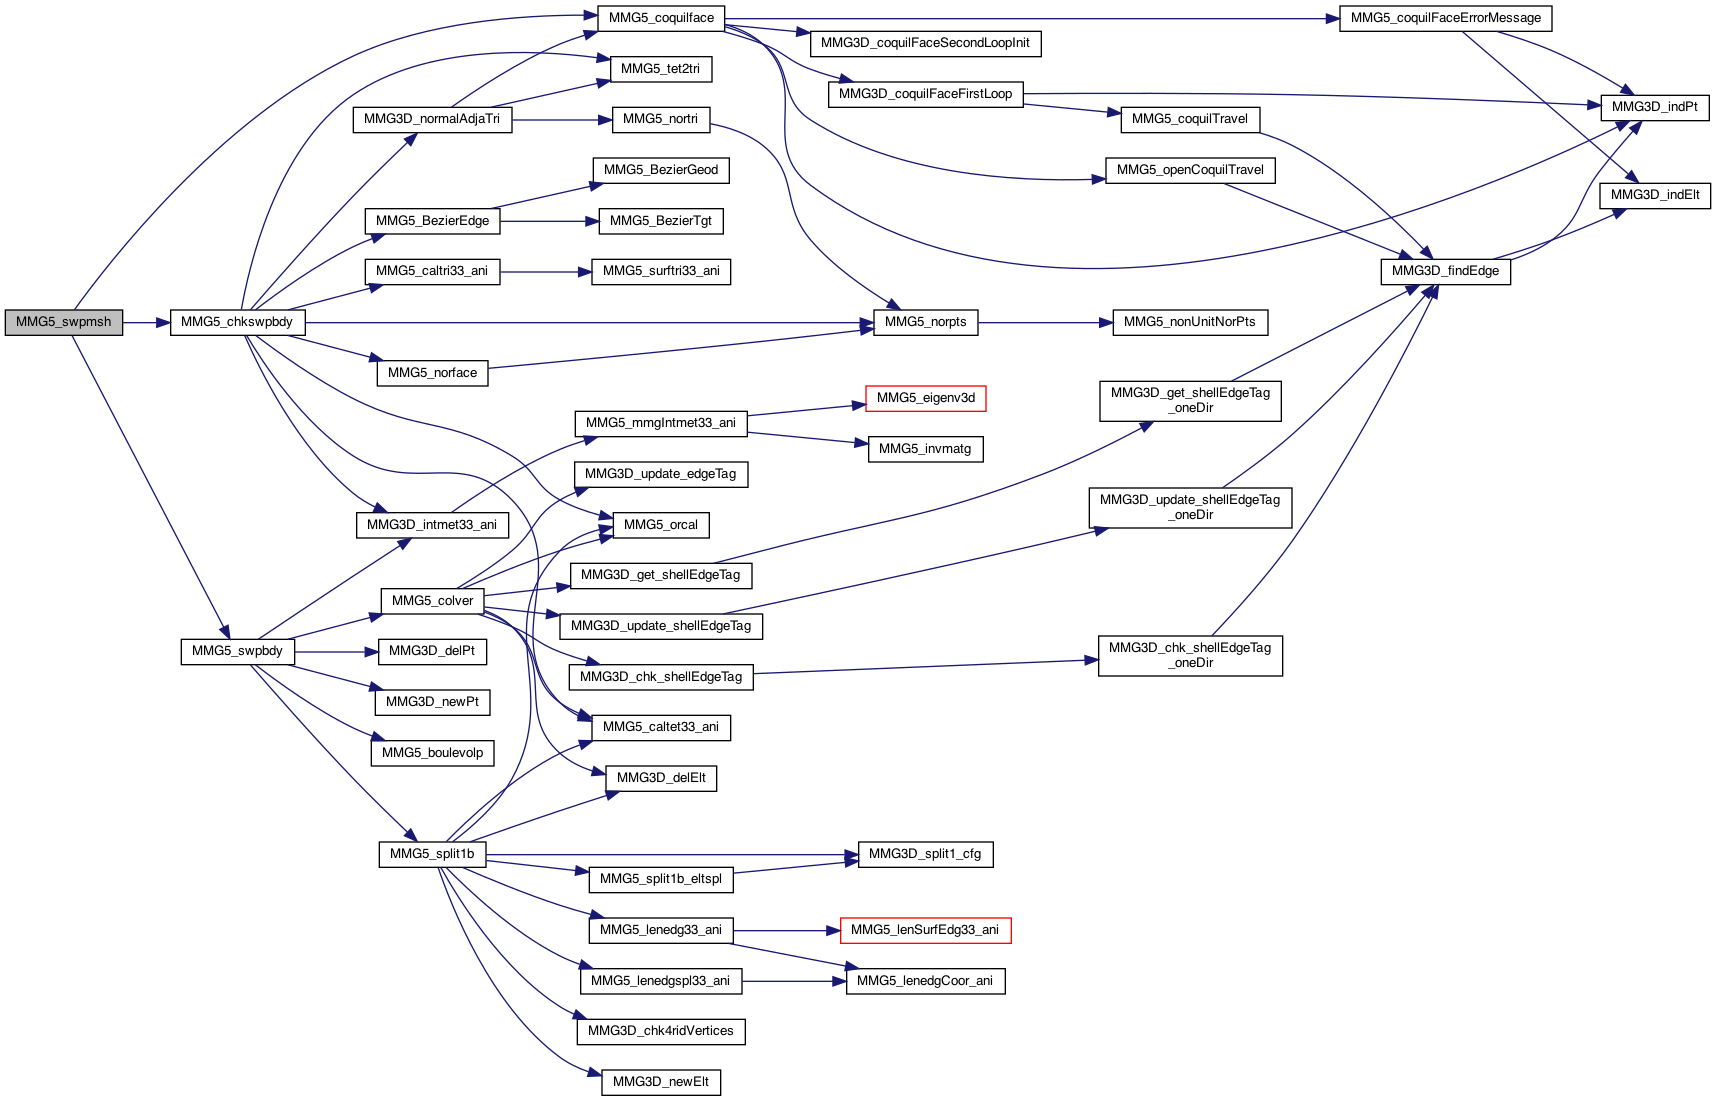 MMG5_coquilface
MMG5_coquilFaceErrorMessage
MMG3D_coquilFaceSecondLoopInit
MMG5_tet2tri
MMG3D_coquilFaceFirstLoop
MMG3D_indPt
MMG3D_normalAdjaTri
MMG5_nortri
MMG5_coquilTravel
MMG5_BezierGeod
MMG5_openCoquilTravel
MMG3D_indElt
MMG5_BezierEdge
MMG5_BezierTgt
MMG5_caltri33_ani
MMG5_surftri33_ani
MMG3D_findEdge
MMG5_swpmsh
MMG5_chkswpbdy
MMG5_norpts
MMG5_nonUnitNorPts
MMG5_norface
MMG5_eigenv3d
MMG3D_get_shellEdgeTag
_oneDir
MMG5_mmgIntmet33_ani
MMG5_invmatg
MMG3D_update_edgeTag
MMG3D_update_shellEdgeTag
_oneDir
MMG3D_intmet33_ani
MMG5_orcal
MMG3D_get_shellEdgeTag
MMG5_colver
MMG3D_update_shellEdgeTag
MMG5_swpbdy
MMG3D_delPt
MMG3D_chk_shellEdgeTag
_oneDir
MMG3D_chk_shellEdgeTag
MMG3D_newPt
MMG5_caltet33_ani
MMG5_boulevolp
MMG3D_delElt
MMG5_split1b
MMG3D_split1_cfg
MMG5_split1b_eltspl
MMG5_lenedg33_ani
MMG5_lenSurfEdg33_ani
MMG5_lenedgspl33_ani
MMG5_lenedgCoor_ani
MMG3D_chk4ridVertices
MMG3D_newElt